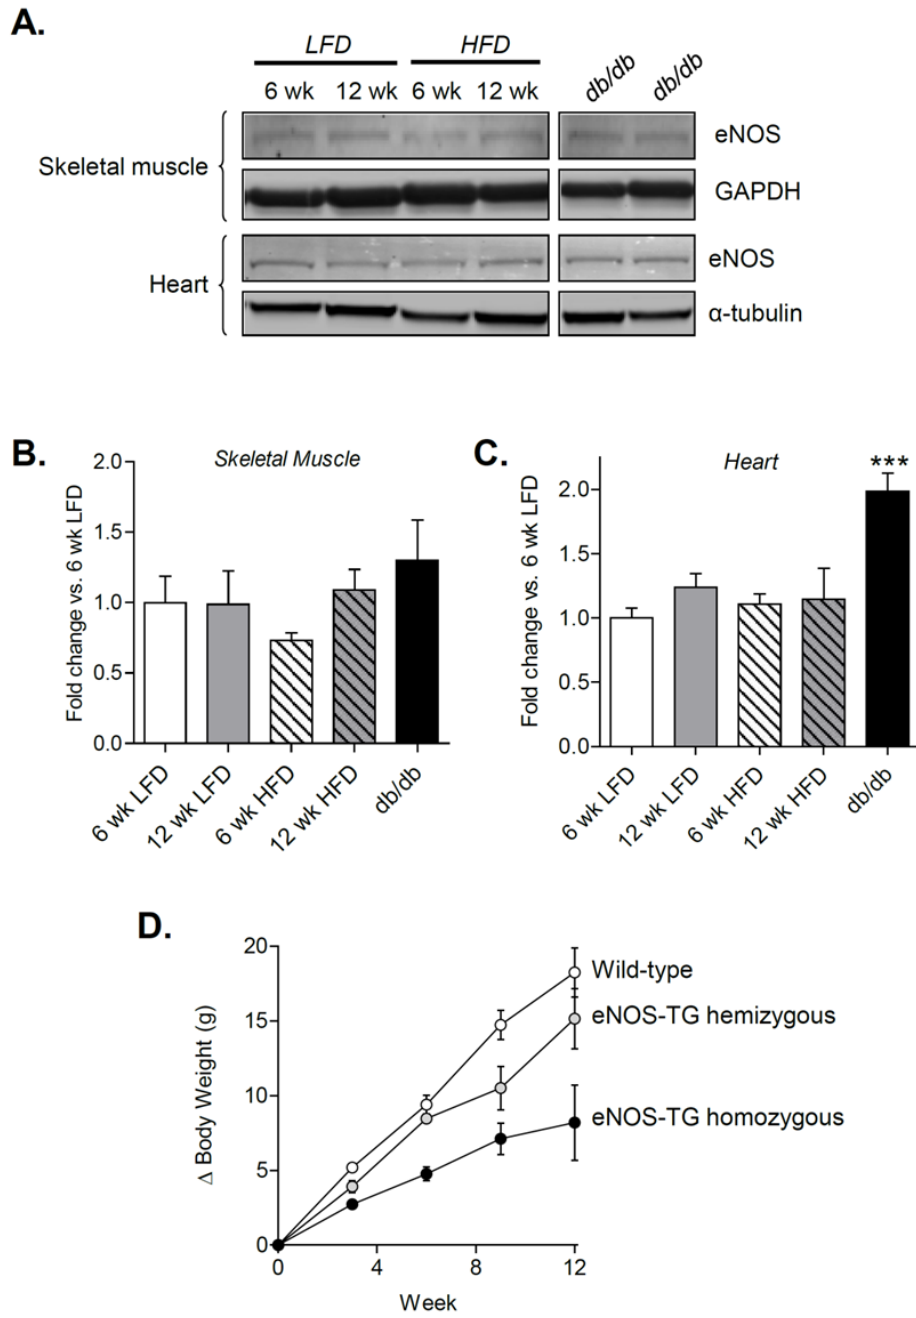 A.
LFD HFD
6 wk 12 wk 6 wk 12 wk db/db db/db
Skeletal muscle
eNOS
GAPDH
Heart
eNOS
α-tubulin
B.
Skeletal Muscle
Fold change vs. 6 wk LFD
2.0
1.5
1.0
0.5
0.0
6 wk LFD
12 wk LFD
6 wk HFD
12 wk HFD
db/db
C.
Heart
***
Fold change vs. 6 wk LFD
2.0
1.5
1.0
0.5
0.0
6 wk LFD
12 wk LFD
6 wk HFD
12 wk HFD
db/db
D.
Δ Body Weight (g)
20
15
10
5
0
Wild-type
eNOS-TG hemizygous
eNOS-TG homozygous
0 4 8 12
Week